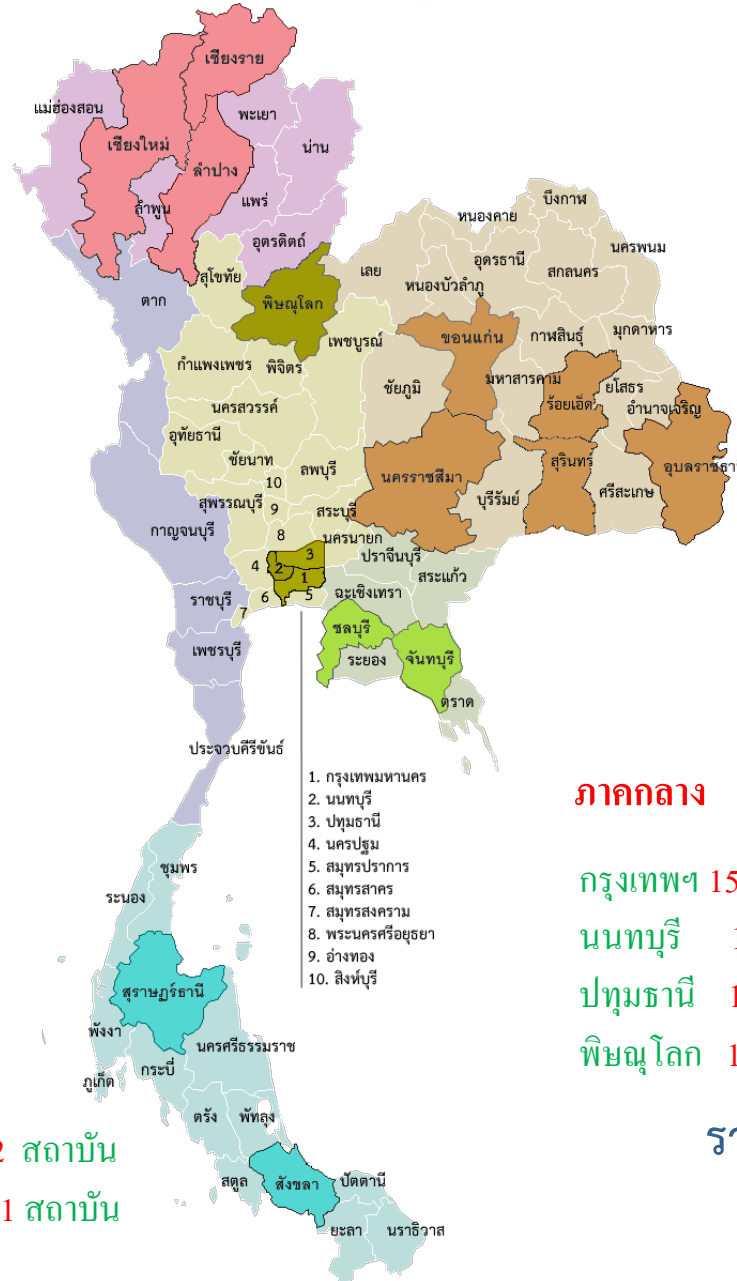 เชียงราย
แม่ฮ่องสอน
พะเยา
เชียงใหม่
น่าน
ลำปาง
ลำพูน
แพร่
อุตรดิตถ์
บึงกาฬ
หนองคาย
นครพนม
อุดรธานี
เลย
สกลนคร
สุโขทัย
หนองบัวลำภู
ตาก
พิษณุโลก
เพชบูรณ์
ขอนแก่น
กาฬสินธุ์
มุกดาหาร
กำแพงเพชร
พิจิตร
ชัยภูมิ
มหาสารคาม
ยโสธร
ร้อยเอ็ด
อำนาจเจริญ
นครสวรรค์
อุทัยธานี
ชัยนาท
ลพบุรี
นครราชสีมา
สุรินทร์
อุบลราชธา
10
สุพรรณบุรี
9
สระบุรี
บุรีรัมย์
ศรีสะเกษ
กาญจนบุรี
8
นครนายก
3
ปราจีนบุรี
4
2
1
สระแก้ว
ราชบุรี
6
5
ฉะเชิงเทรา
7
ชลบุรี
เพชรบุรี
ระยอง
จันทบุรี
ตราด
ประจวบคีรีขันธ์
1. กรุงเทพมหานคร
2. นนทบุรี
3. ปทุมธานี
4. นครปฐม
5. สมุทรปราการ
6. สมุทรสาคร
7. สมุทรสงคราม
8. พระนครศรีอยุธยา
9. อ่างทอง
10. สิงห์บุรี
ภาคกลาง
กรุงเทพฯ 15
นนทบุรี 1
ปทุมธานี 1
พิษณุโลก 1
ชุมพร
ระนอง
สุราษฎร์ธานี
พังงา
นครศรีธรรมราช
กระบี่
ภูเก็ต
ตรัง
พัทลุง
2 สถาบัน
1 สถาบัน
สตูล
สังขลา
ปัตตานี
ยะลา
นราธิวาส